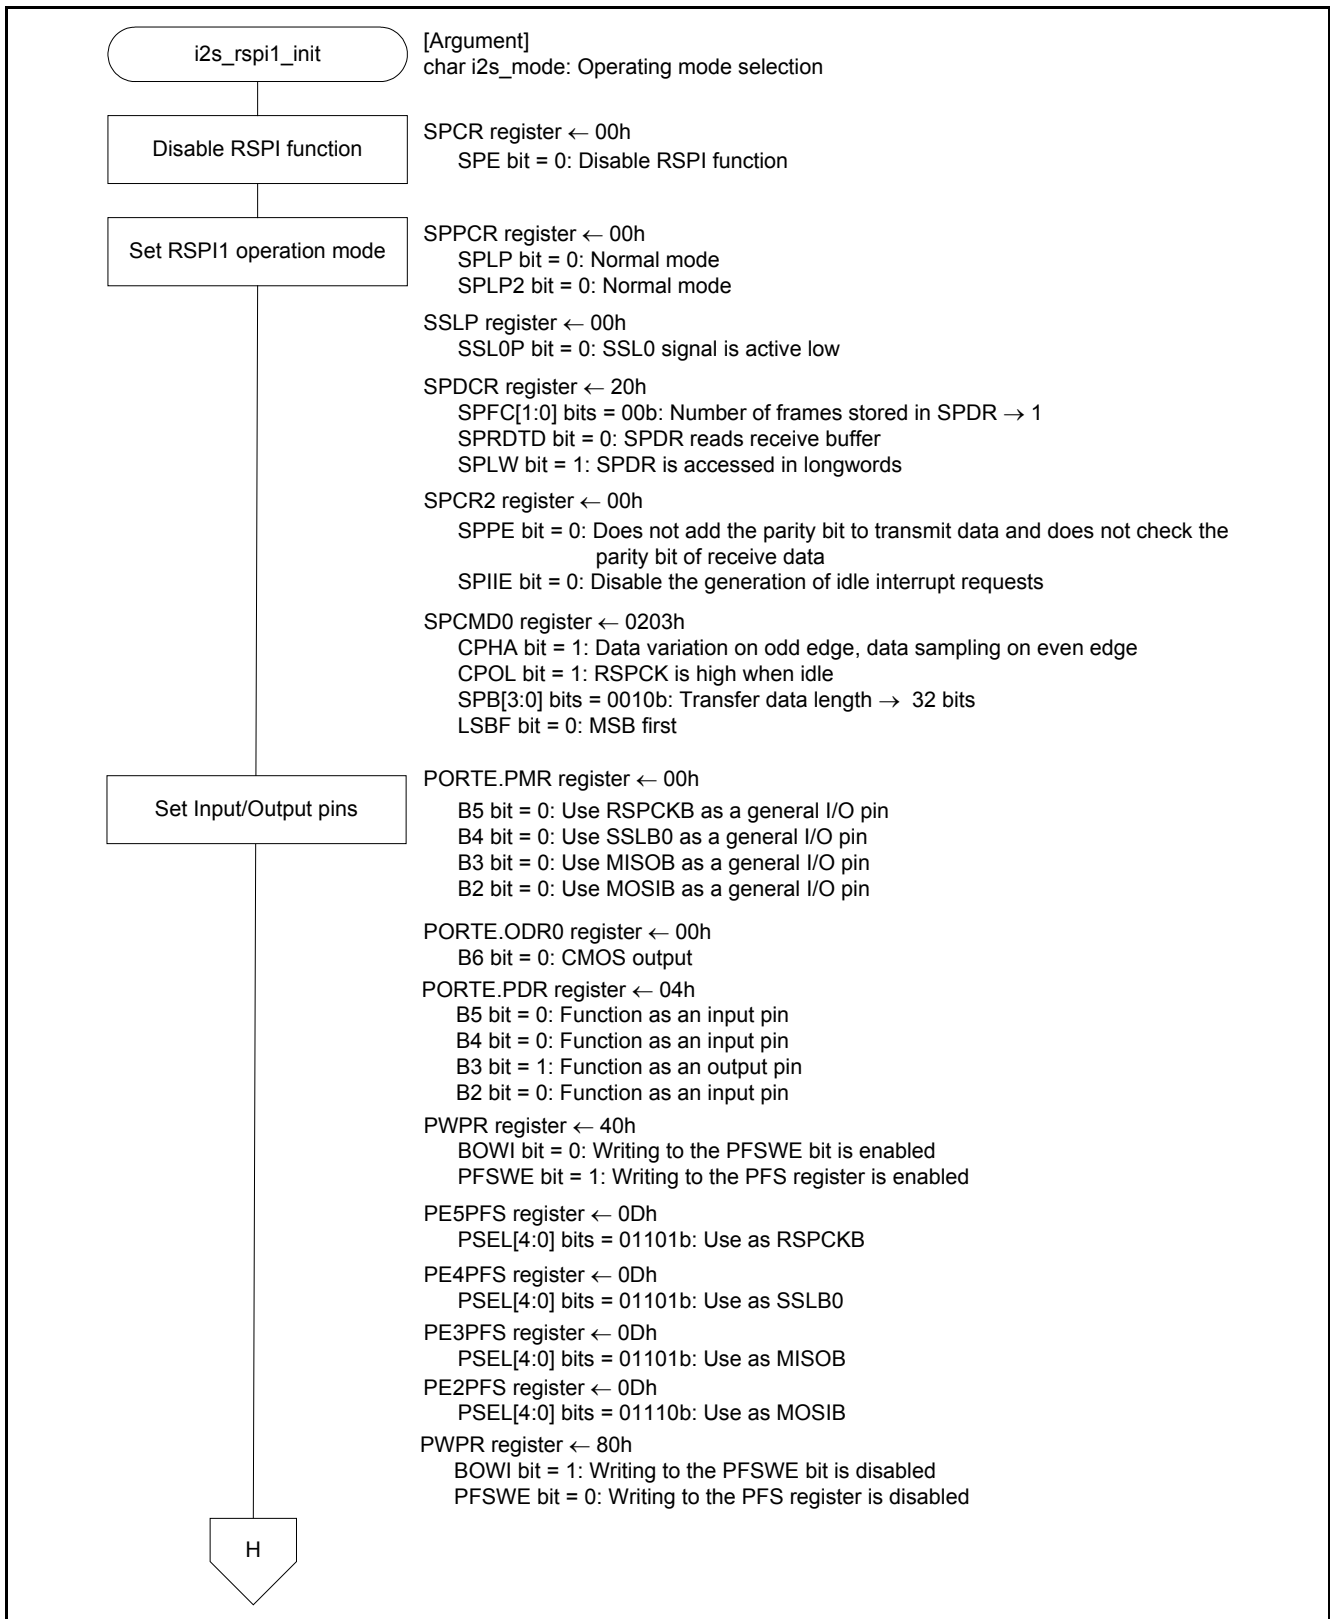 i2s_rspi1_init
[Argument]
char i2s_mode: Operating mode selection
Disable RSPI function
SPCR register ← 00h
SPE bit = 0: Disable RSPI function
Set RSPI1 operation mode
SPPCR register ← 00h
SPLP bit = 0: Normal mode
SPLP2 bit = 0: Normal mode
SSLP register ← 00h
SSL0P bit = 0: SSL0 signal is active low
SPDCR register ← 20h
SPFC[1:0] bits = 00b: Number of frames stored in SPDR → 1
SPRDTD bit = 0: SPDR reads receive buffer
SPLW bit = 1: SPDR is accessed in longwords
SPCR2 register ← 00h
SPPE bit = 0: Does not add the parity bit to transmit data and does not check the
parity bit of receive data
SPIIE bit = 0: Disable the generation of idle interrupt requests
SPCMD0 register ← 0203h
CPHA bit = 1: Data variation on odd edge, data sampling on even edge
CPOL bit = 1: RSPCK is high when idle
SPB[3:0] bits = 0010b: Transfer data length → 32 bits
LSBF bit = 0: MSB first
Set Input/Output pins
PORTE.PMR register ← 00h
B5 bit = 0: Use RSPCKB as a general I/O pin
B4 bit = 0: Use SSLB0 as a general I/O pin
B3 bit = 0: Use MISOB as a general I/O pin
B2 bit = 0: Use MOSIB as a general I/O pin
PORTE.ODR0 register ← 00h
B6 bit = 0: CMOS output
PORTE.PDR register ← 04h
B5 bit = 0: Function as an input pin
B4 bit = 0: Function as an input pin
B3 bit = 1: Function as an output pin
B2 bit = 0: Function as an input pin
PWPR register ← 40h
BOWI bit = 0: Writing to the PFSWE bit is enabled
PFSWE bit = 1: Writing to the PFS register is enabled
PE5PFS register ← 0Dh
PSEL[4:0] bits = 01101b: Use as RSPCKB
PE4PFS register ← 0Dh
PSEL[4:0] bits = 01101b: Use as SSLB0
PE3PFS register ← 0Dh
PSEL[4:0] bits = 01101b: Use as MISOB
PE2PFS register ← 0Dh
PSEL[4:0] bits = 01110b: Use as MOSIB
PWPR register ← 80h
BOWI bit = 1: Writing to the PFSWE bit is disabled
PFSWE bit = 0: Writing to the PFS register is disabled
H